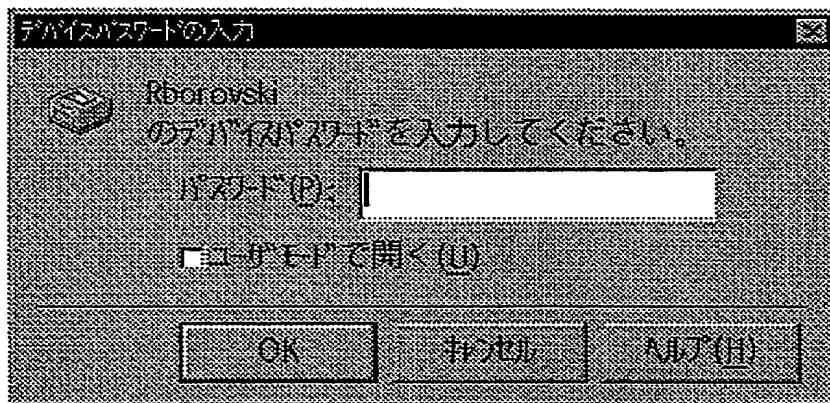 ﾃﾞﾊﾞｲｽﾊﾟｽﾜｰﾄﾞの入力
Rborovski
のﾃﾞﾊﾞｲｽﾊﾟｽﾜｰﾄﾞを入力してください。
ﾊﾟｽﾜｰﾄﾞ(P):
ﾕｰｻﾞﾓｰﾄﾞで開く(U)
OK ｷｬﾝｾﾙ ﾍﾙﾌﾟ(H)